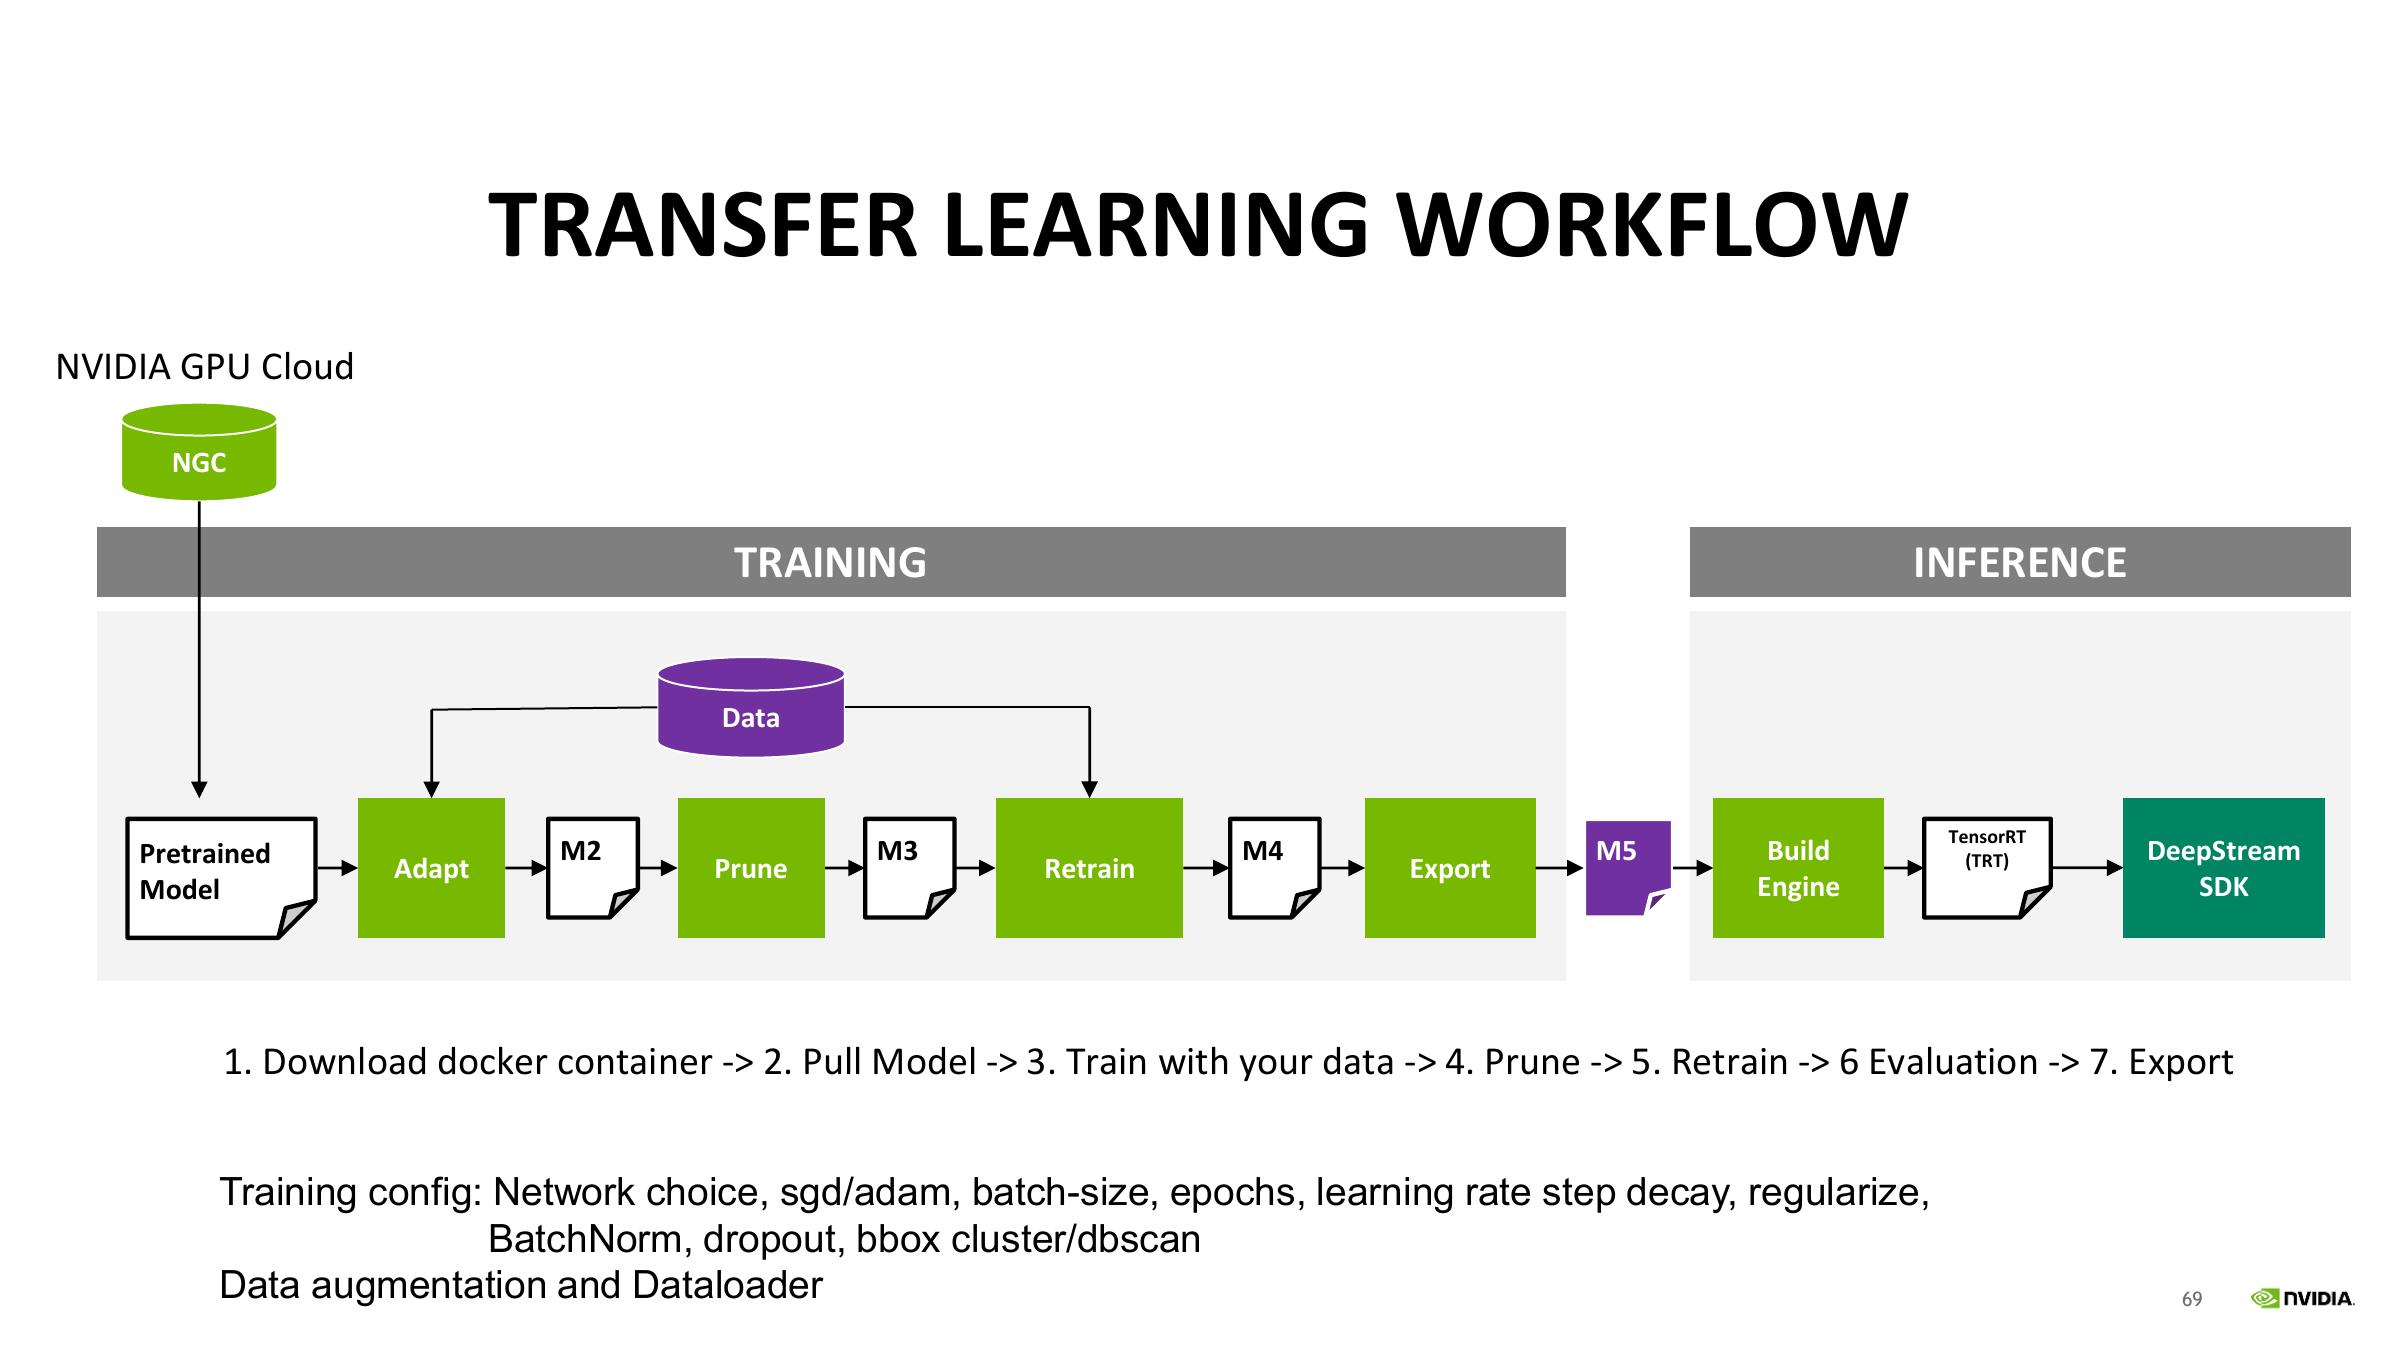 TRANSFER LEARNING WORKFLOW
NVIDIA GPU Cloud
NGC
TRAINING
INFERENCE
Data
Pretrained
Model
Adapt
M2
Prune
M3
Retrain
M4
Export
M5
Build
Engine
TensorRT
(TRT)
DeepStream
SDK
1. Download docker container -> 2. Pull Model -> 3. Train with your data -> 4. Prune -> 5. Retrain -> 6 Evaluation -> 7. Export
Training config: Network choice, sgd/adam, batch-size, epochs, learning rate step decay, regularize,
BatchNorm, dropout, bbox cluster/dbscan
Data augmentation and Dataloader
69
NVIDIA.